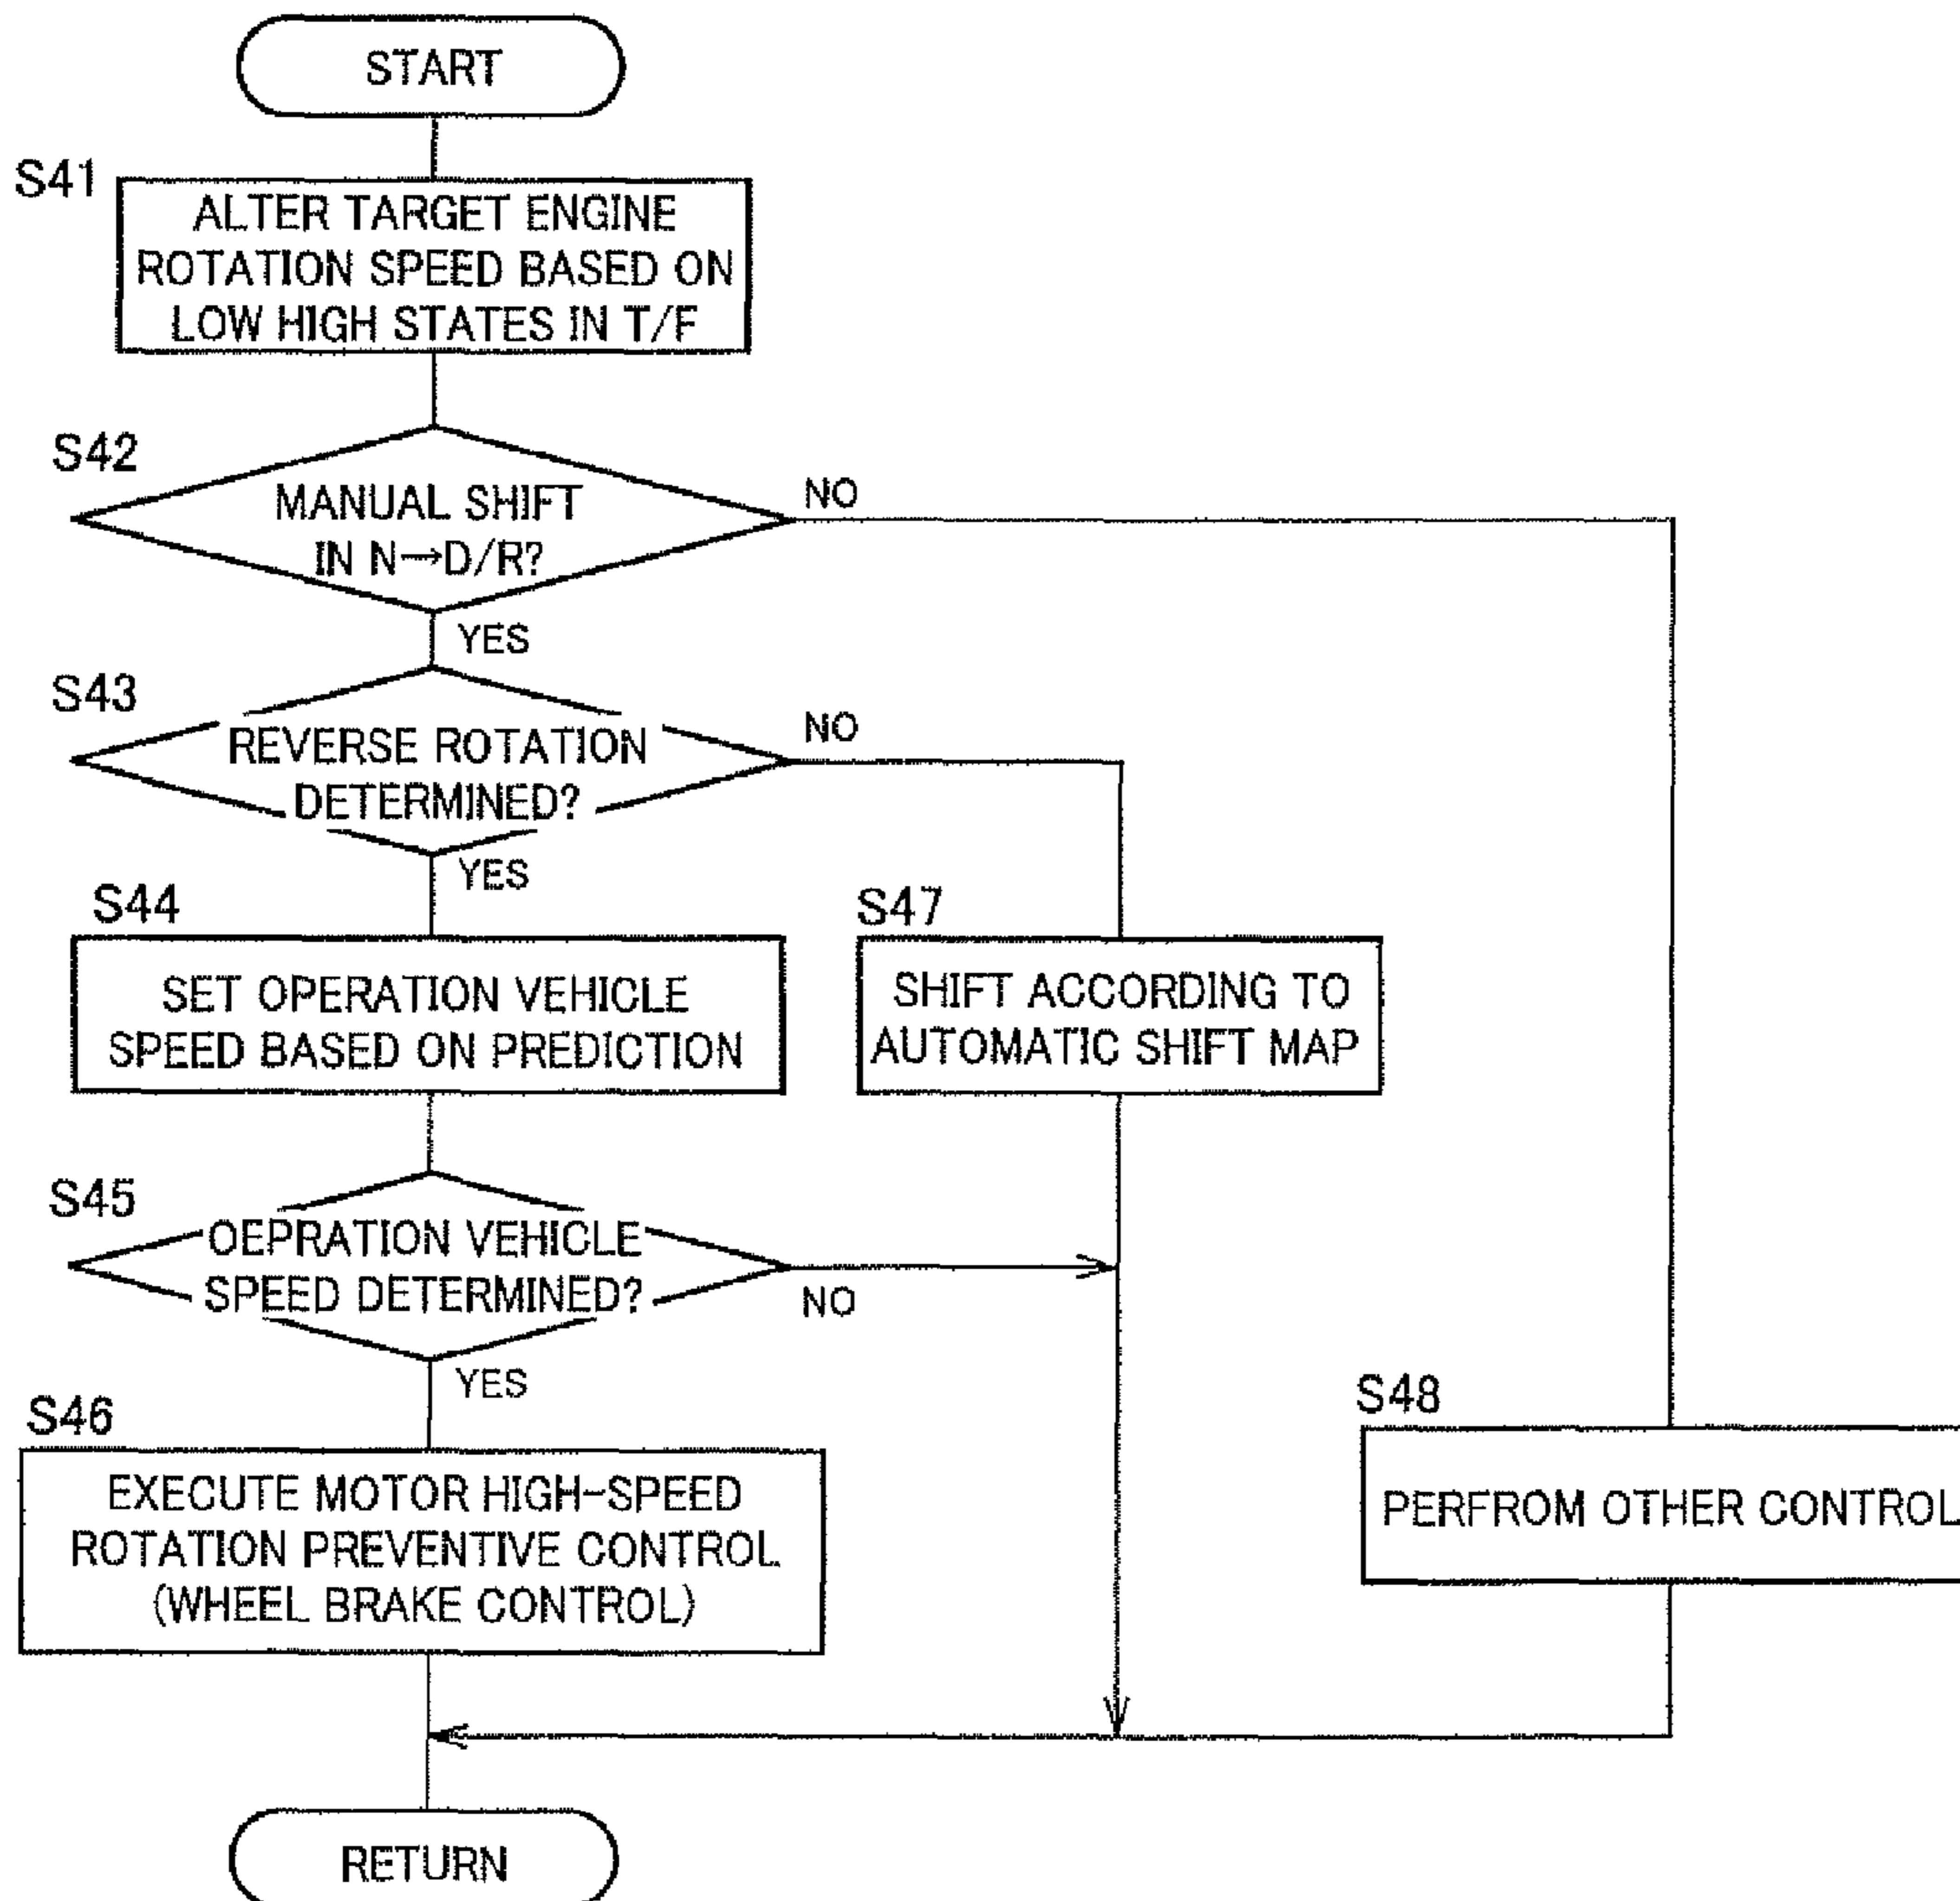 START
S41
ALTER TARGET ENGINE
ROTATION SPEED BASED ON
LOW HIGH STATES IN T/F
S42
MANUAL SHIFT
IN N→D/R?
NO
YES
S43
REVERSE ROTATION
DETERMINED?
NO
YES
S44
SET OPERATION VEHICLE
SPEED BASED ON PREDICTION
S47
SHIFT ACCORDING TO
AUTOMATIC SHIFT MAP
S45
OEPRATION VEHICLE
SPEED DETERMINED?
NO
YES
S46
EXECUTE MOTOR HIGH-SPEED
ROTATION PREVENTIVE CONTROL
(WHEEL BRAKE CONTROL)
S48
PERFROM OTHER CONTROL
RETURN